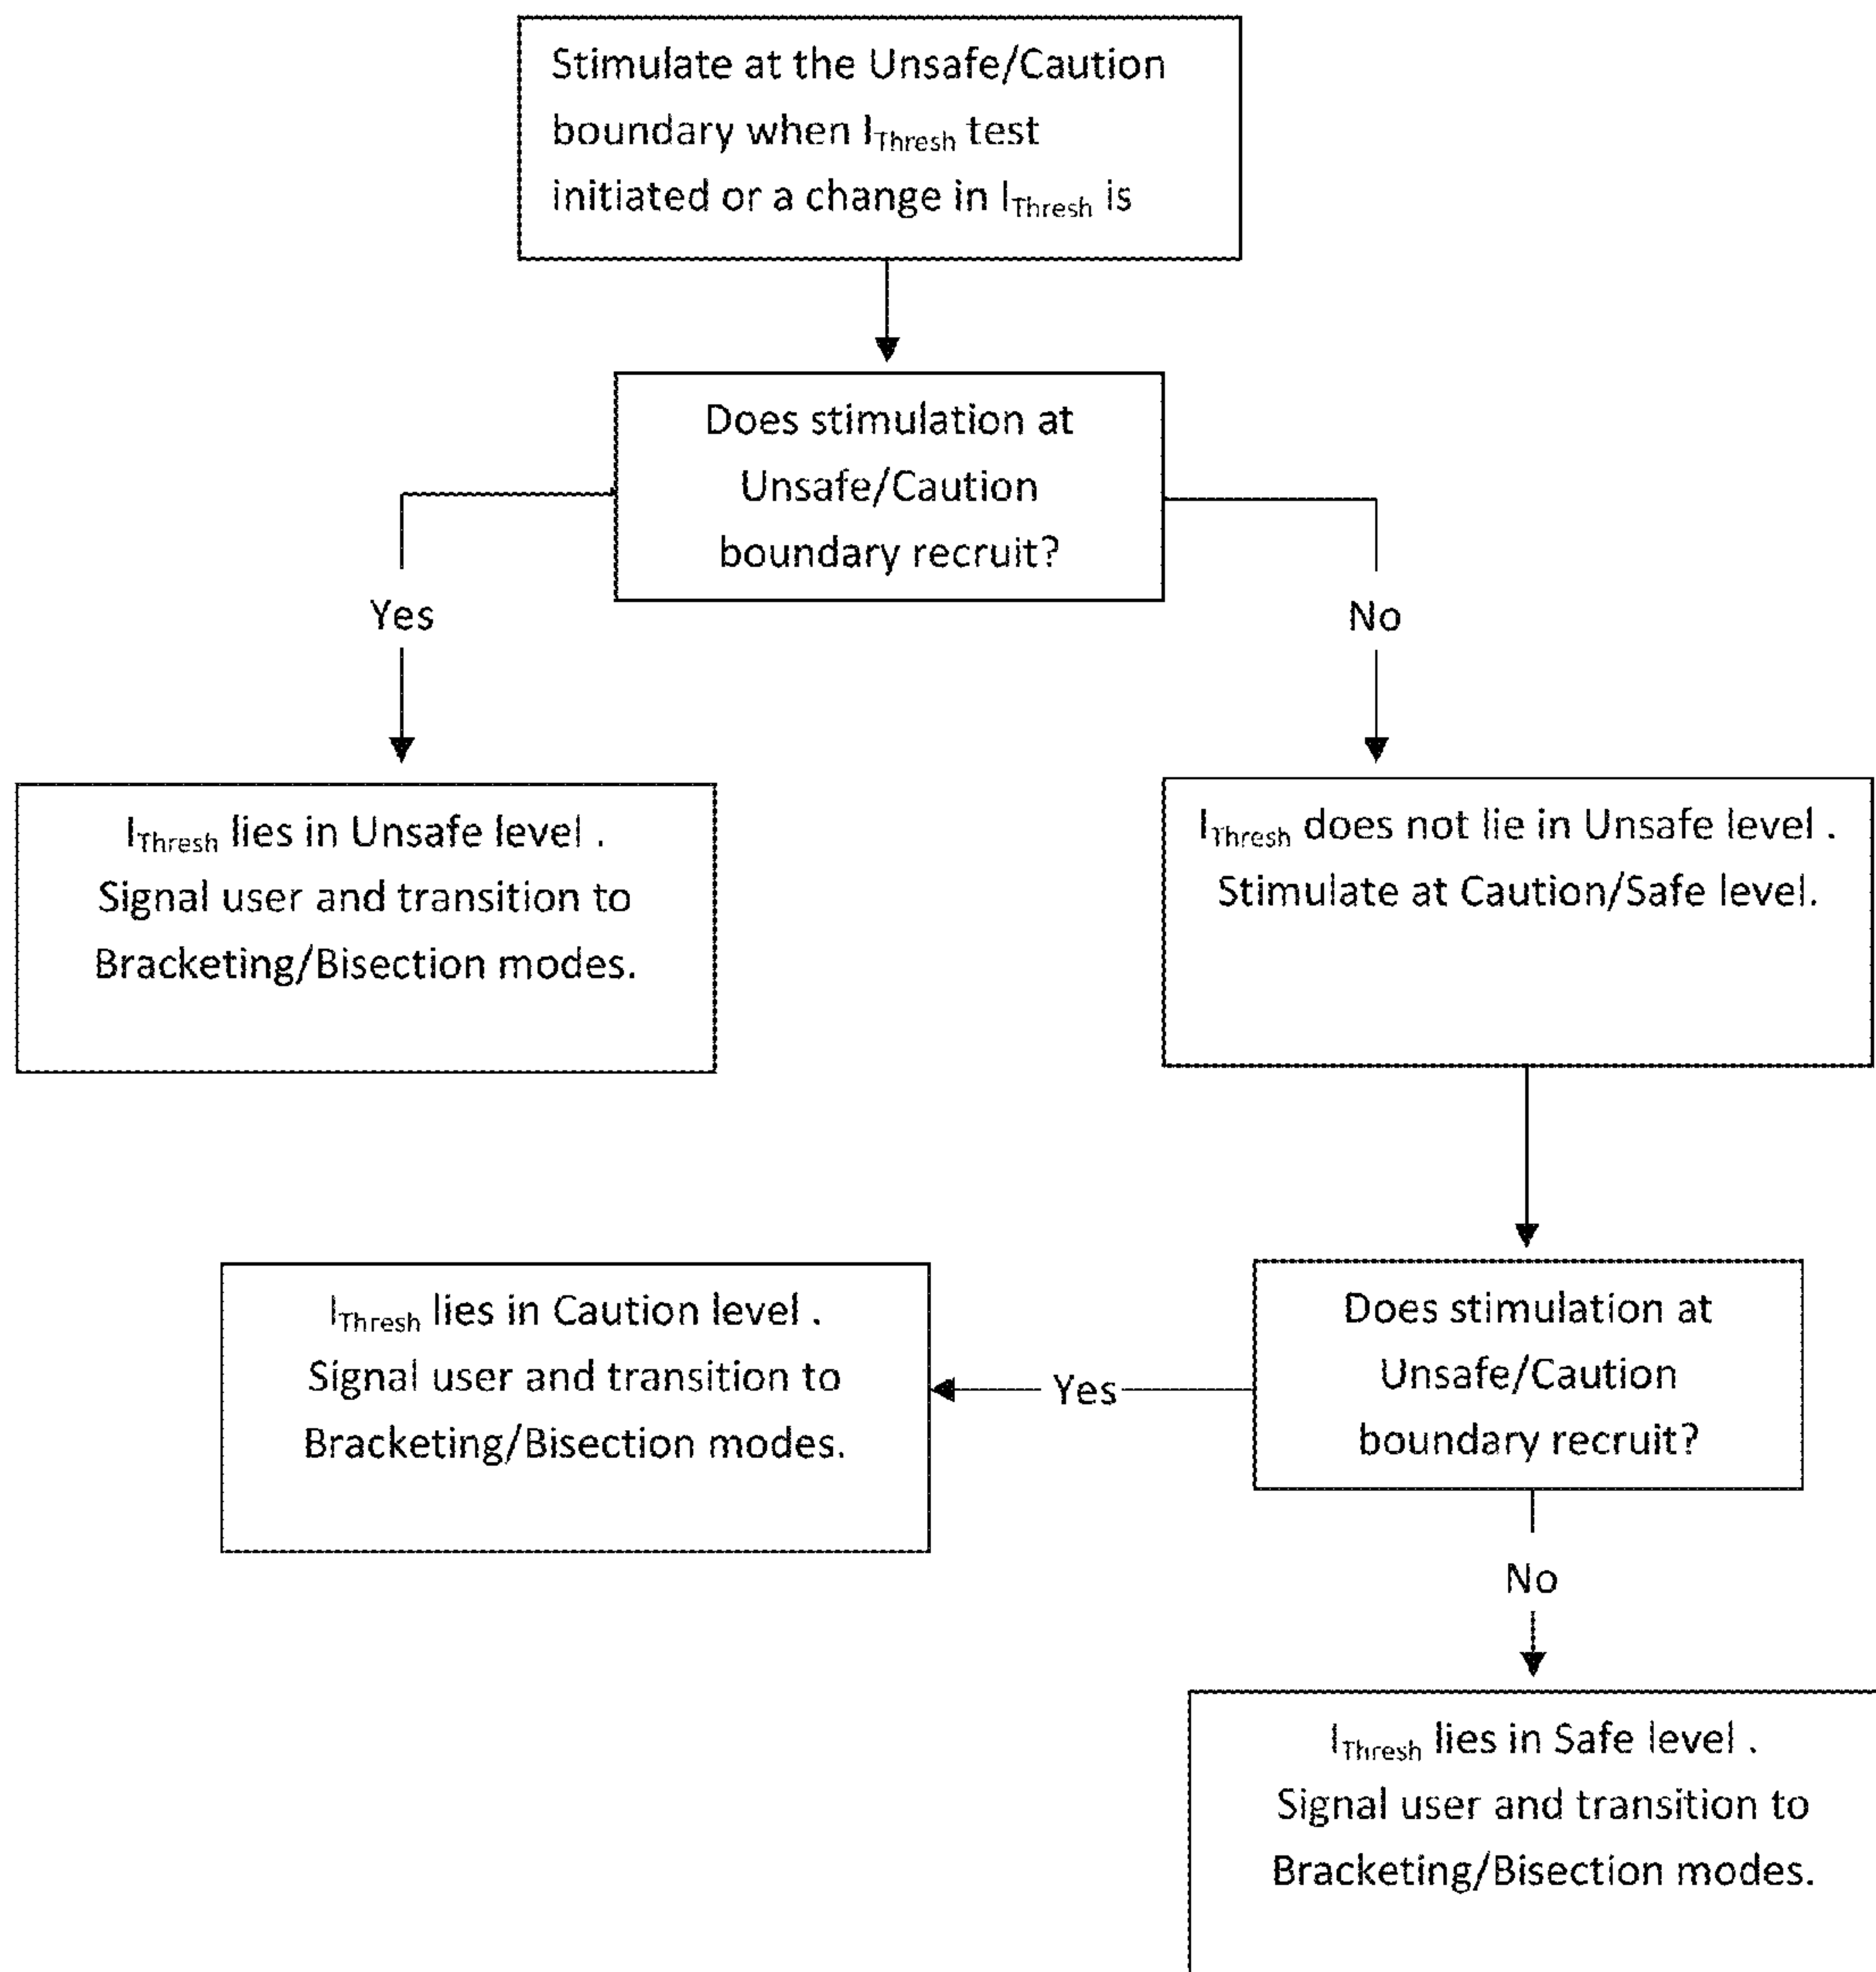 Stimulate at the Unsafe/Caution
boundary when IThresh test
initiated or a change in IThresh is
Does stimulation at
Unsafe/Caution
boundary recruit?
Yes
No
IThresh lies in Unsafe level .
Signal user and transition to
Bracketing/Bisection modes.
IThresh does not lie in Unsafe level .
Stimulate at Caution/Safe level.
Does stimulation at
Unsafe/Caution
boundary recruit?
Yes
IThresh lies in Caution level .
Signal user and transition to
Bracketing/Bisection modes.
No
IThresh lies in Safe level .
Signal user and transition to
Bracketing/Bisection modes.